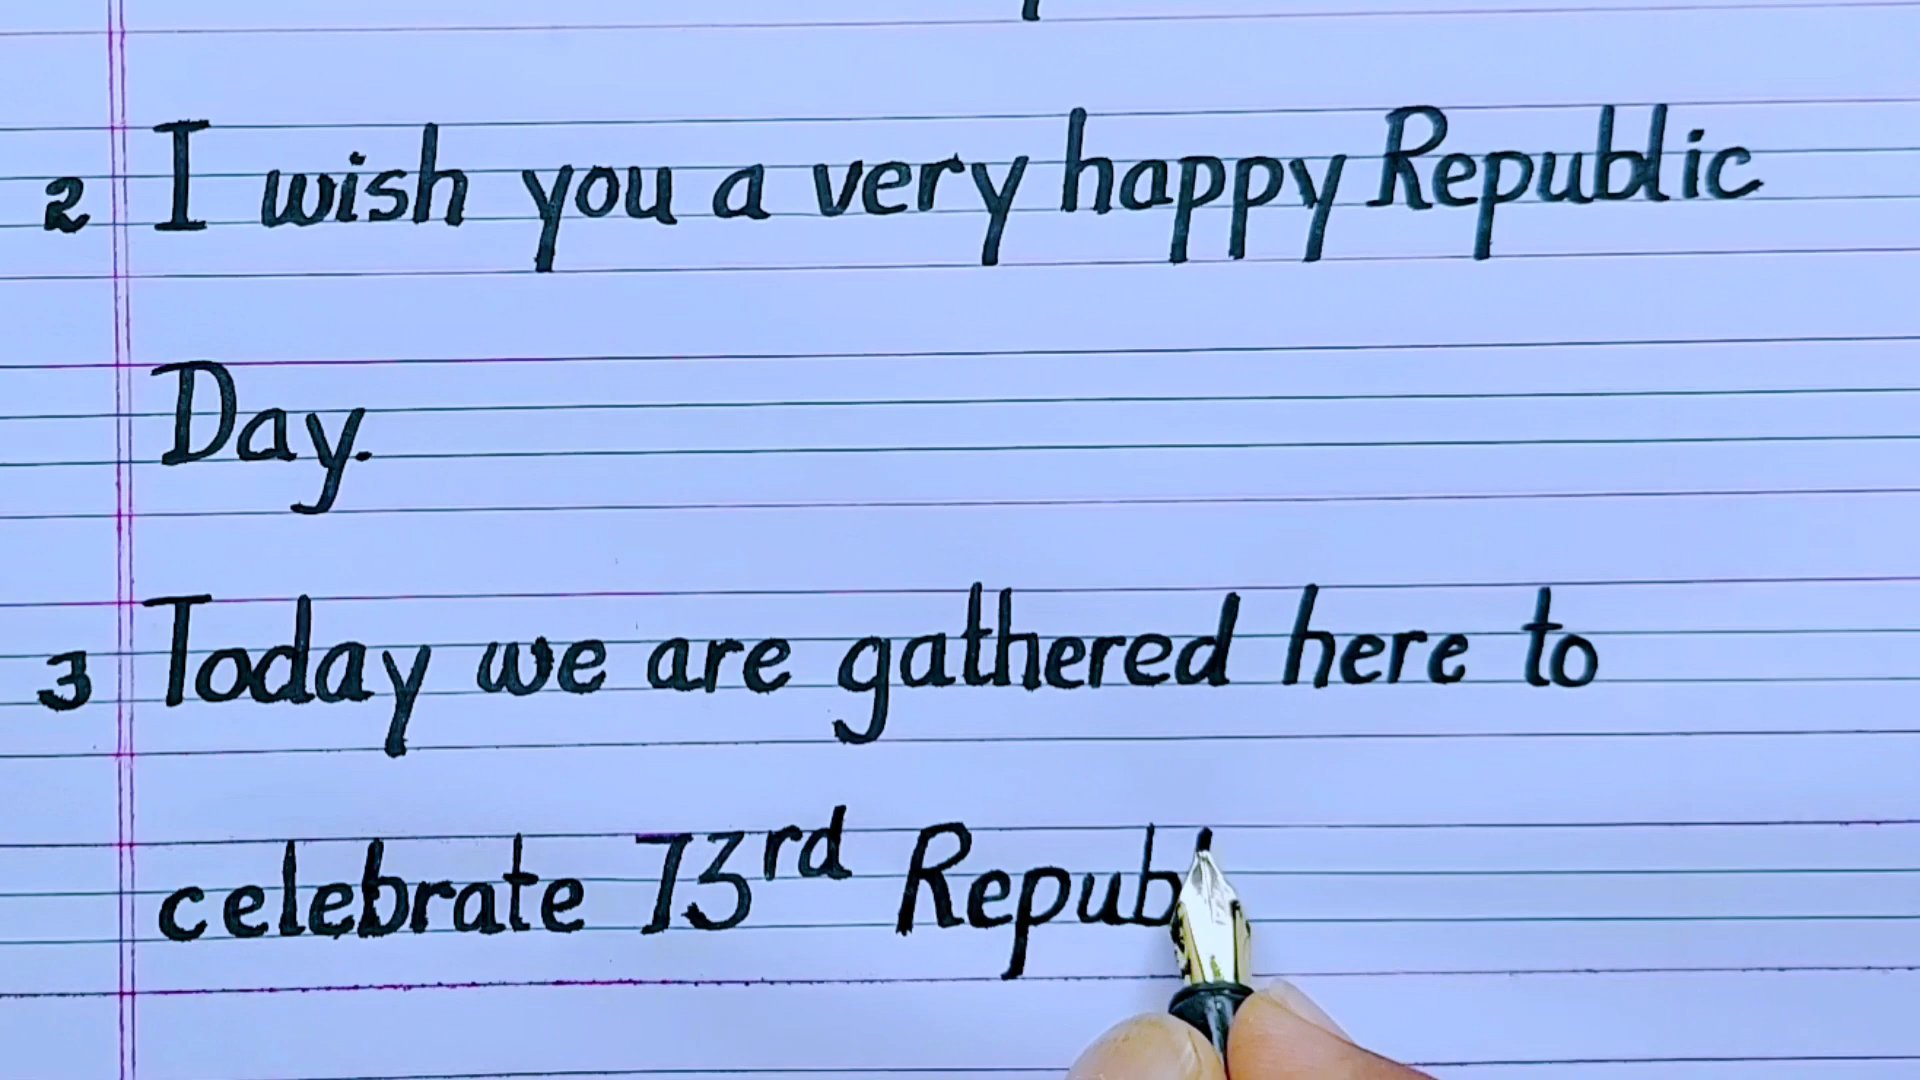 2 I wish you a very happy Republic
Day.
3 Today we are gathered here to
celebrate 73rd Repub